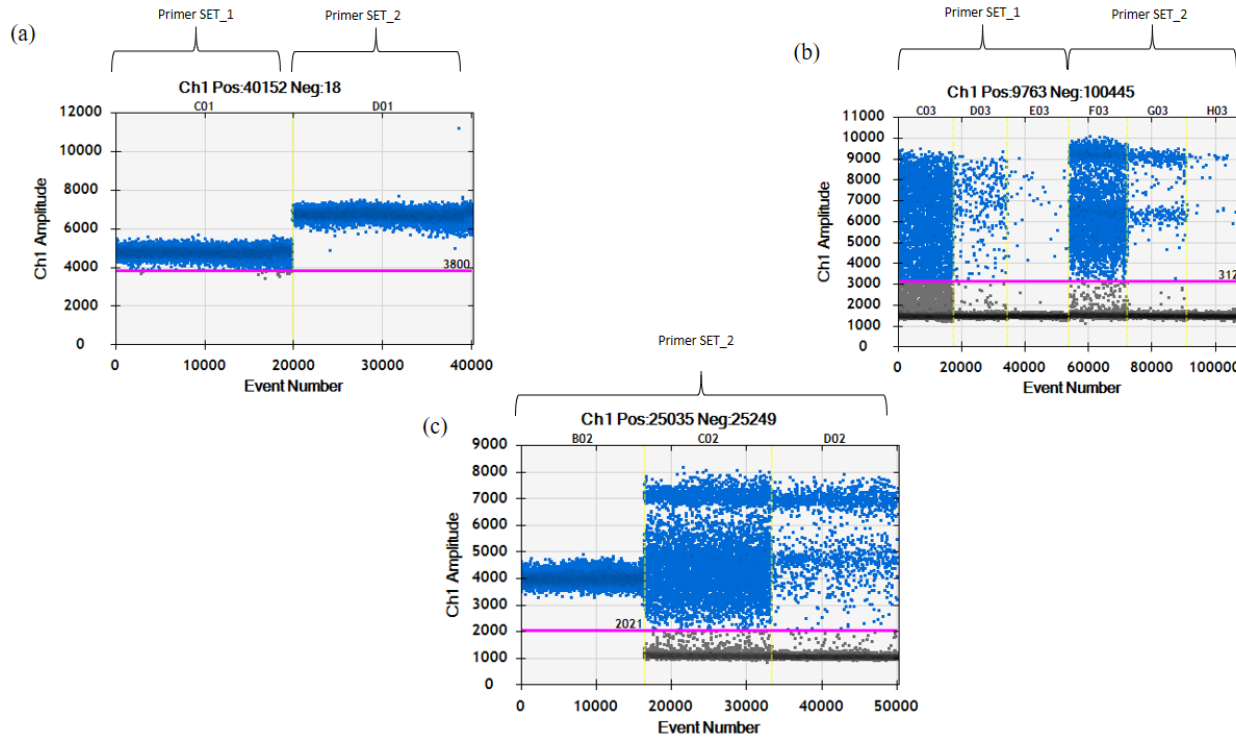 Primer SET_1
Primer SET_2
(a)
Ch1 Pos:40152 Neg:18
C01
D01
12000
10000
8000
6000
4000
2000
0
3800
Ch1 Amplitude
0
10000
20000
30000
40000
Event Number
Primer SET_1
Primer SET_2
(b)
Ch1 Pos:9763 Neg:100445
C03
D03
E03
F03
G03
H03
11000
10000
9000
8000
7000
6000
5000
4000
3000
2000
1000
0
312
Ch1 Amplitude
0
20000
40000
60000
80000
100000
Event Number
Primer SET_2
(c)
Ch1 Pos:25035 Neg:25249
B02
C02
D02
9000
8000
7000
6000
5000
4000
3000
2000
1000
0
2021
Ch1 Amplitude
0
10000
20000
30000
40000
50000
Event Number